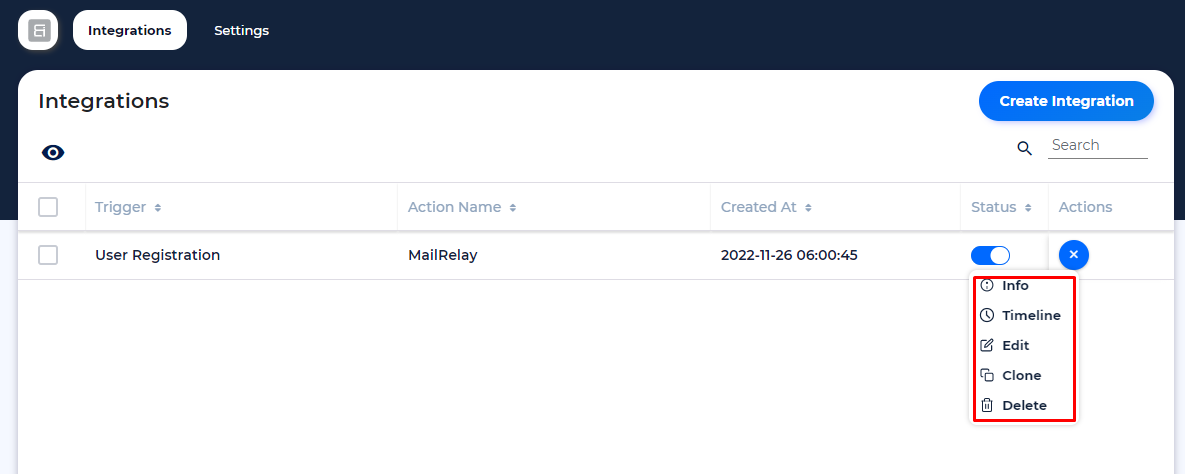 Integrations
Settings
Integrations
Create Integration
Search
Trigger Action Name Created At Status Actions
User Registration MailRelay 2022-11-26 06:00:45
Info
Timeline
Edit
Clone
Delete